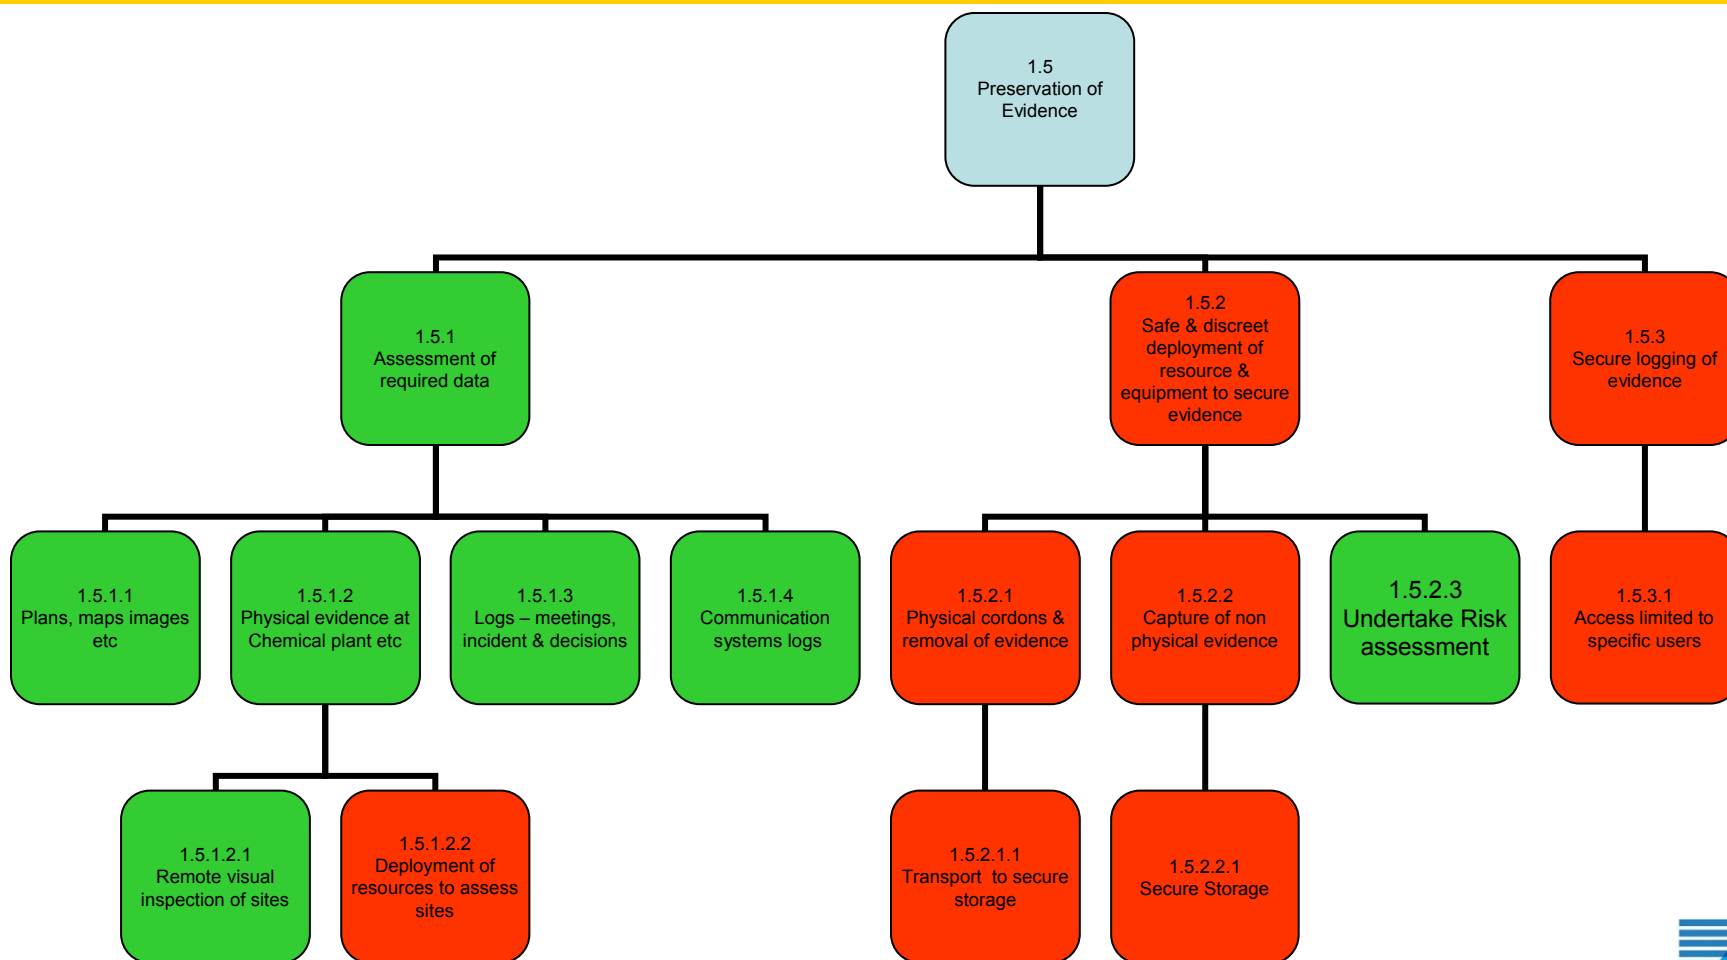 1.5
Preservation of
Evidence
1.5.1
Assessment of
required data
1.5.2
Safe & discreet
deployment of
resource &
equipment to secure
evidence
1.5.3
Secure logging of
evidence
1.5.1.1
Plans, maps images
etc
1.5.1.2
Physical evidence at
Chemical plant etc
1.5.1.3
Logs – meetings,
incident & decisions
1.5.1.4
Communication
systems logs
1.5.2.1
Physical cordons &
removal of evidence
1.5.2.2
Capture of non
physical evidence
1.5.2.3
Undertake Risk
assessment
1.5.3.1
Access limited to
specific users
1.5.1.2.1
Remote visual
inspection of sites
1.5.1.2.2
Deployment of
resources to assess
sites
1.5.2.1.1
Transport to secure
storage
1.5.2.2.1
Secure Storage